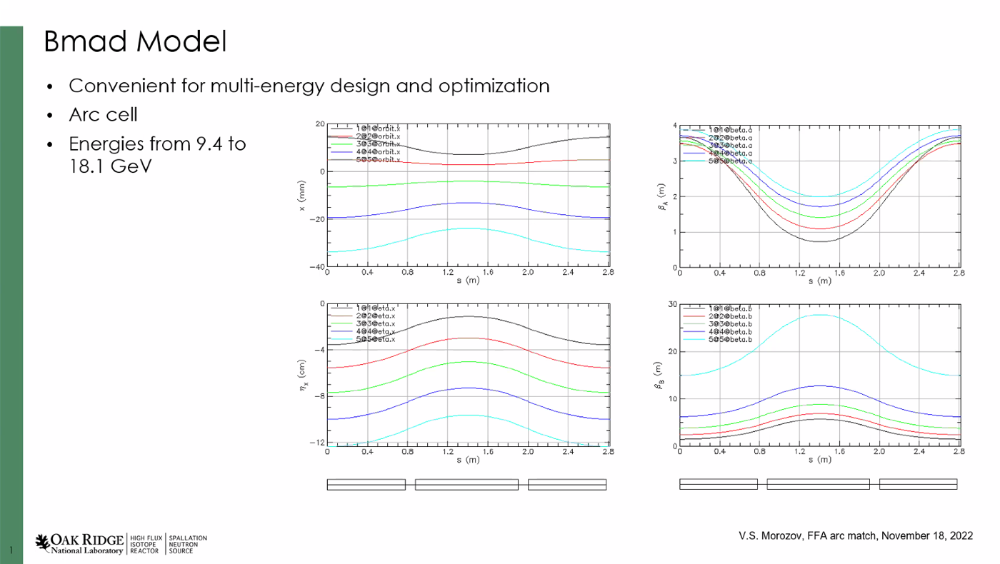 Bmad Model
• Convenient for multi-energy design and optimization
• Arc cell
• Energies from 9.4 to
18.1 GeV
20
0
−20
−40
x (mm)
1@1@orbit.x
2@2@orbit.x
3@3@orbit.x
4@4@orbit.x
5@5@orbit.x
0 0.4 0.8 1.2 1.6 2.0 2.4 2.8
s (m)
4
3
2
1
0
β_A (m)
1@1@beta.a
2@2@beta.a
3@3@beta.a
4@4@beta.a
5@5@beta.a
0 0.4 0.8 1.2 1.6 2.0 2.4 2.8
s (m)
0
−4
−8
−12
η_x (cm)
1@1@eta.x
2@2@eta.x
3@3@eta.x
4@4@eta.x
5@5@eta.x
0 0.4 0.8 1.2 1.6 2.0 2.4 2.8
s (m)
30
20
10
0
β_B (m)
1@1@beta.b
2@2@beta.b
3@3@beta.b
4@4@beta.b
5@5@beta.b
0 0.4 0.8 1.2 1.6 2.0 2.4 2.8
s (m)
1
OAK RIDGE
National Laboratory
HIGH FLUX
ISOTOPE
REACTOR
SPALLATION
NEUTRON
SOURCE
V.S. Morozov, FFA arc match, November 18, 2022